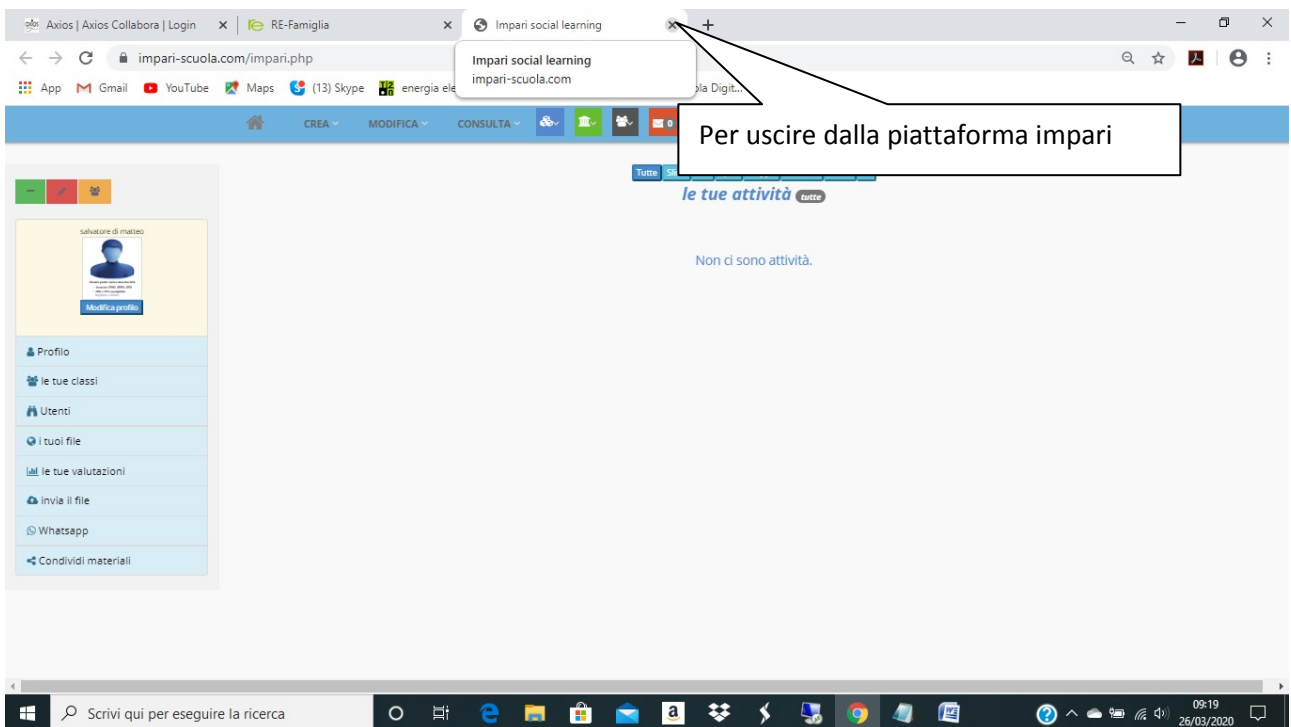 Axios | Axios Collabora | Login
RE-Famiglia
Impari social learning
impari-scuola.com/impari.php
Impari social learning
impari-scuola.com
App
Gmail
YouTube
Maps
(13) Skype
energia ele
la Digit...
CREA
MODIFICA
CONSULTA
0
Per uscire dalla piattaforma impari
Tutte
le tue attività tutte
Non ci sono attività.
salvatore di matteo
Modifica profilo
Profilo
le tue classi
Utenti
i tuoi file
le tue valutazioni
invia il file
Whatsapp
Condividi materiali
Scrivi qui per eseguire la ricerca
09:19
26/03/2020